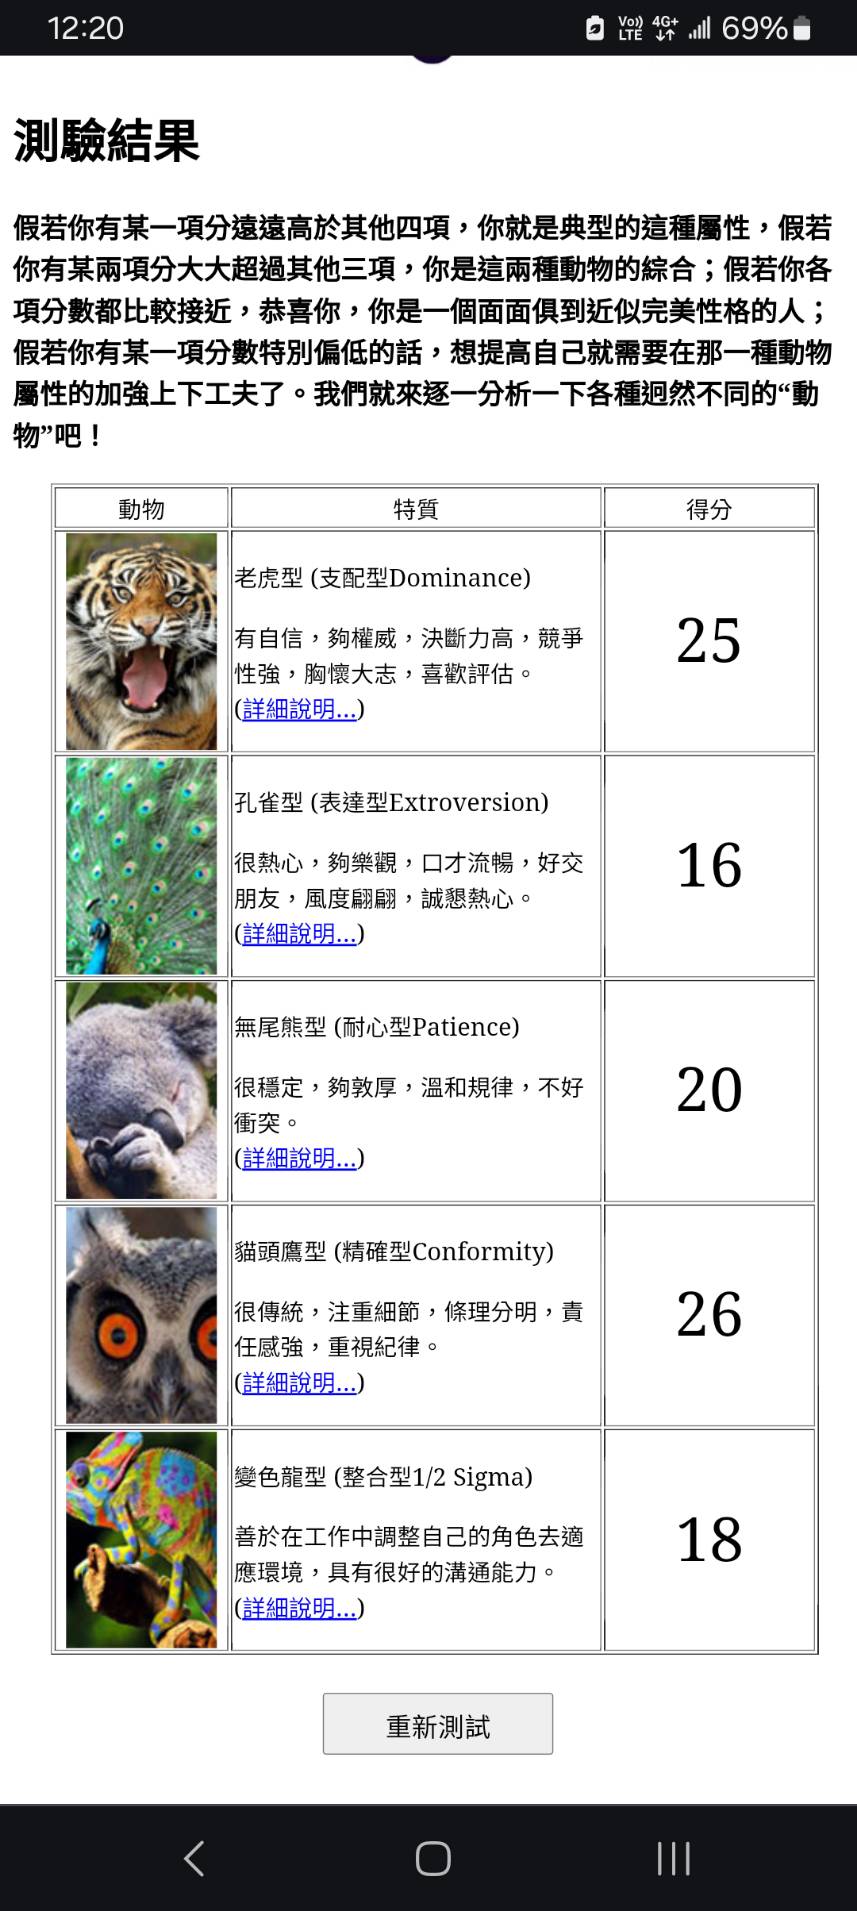 12:20
Vo)) LTE 4G+ 69%
測驗結果
假若你有某一項分遠遠高於其他四項，你就是典型的這種屬性，假若
你有某兩項分大大超過其他三項，你是這兩種動物的綜合；假若你各
項分數都比較接近，恭喜你，你是一個面面俱到近似完美性格的人；
假若你有某一項分數特別偏低的話，想提高自己就需要在那一種動物
屬性的加強上下工夫了。我們就來逐一分析一下各種迥然不同的“動
物”吧！
動物 特質 得分
老虎型 (支配型Dominance)
有自信，夠權威，決斷力高，競爭
性強，胸懷大志，喜歡評估。
(詳細說明...)
25
孔雀型 (表達型Extroversion)
很熱心，夠樂觀，口才流暢，好交
朋友，風度翩翩，誠懇熱心。
(詳細說明...)
16
無尾熊型 (耐心型Patience)
很穩定，夠敦厚，溫和規律，不好
衝突。
(詳細說明...)
20
貓頭鷹型 (精確型Conformity)
很傳統，注重細節，條理分明，責
任感強，重視紀律。
(詳細說明...)
26
變色龍型 (整合型1/2 Sigma)
善於在工作中調整自己的角色去適
應環境，具有很好的溝通能力。
(詳細說明...)
18
重新測試